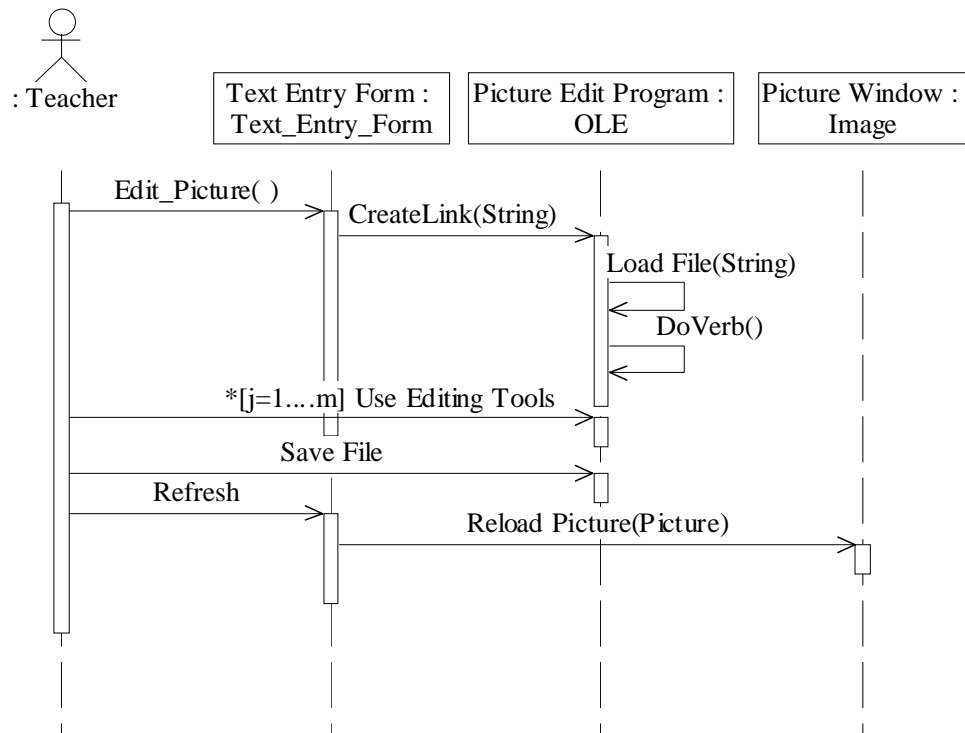 : Teacher
Text Entry Form :
Text_Entry_Form
Picture Edit Program :
OLE
Picture Window :
Image
Edit_Picture( )
CreateLink(String)
Load File(String)
DoVerb()
*[j=1....m] Use Editing Tools
Save File
Refresh
Reload Picture(Picture)